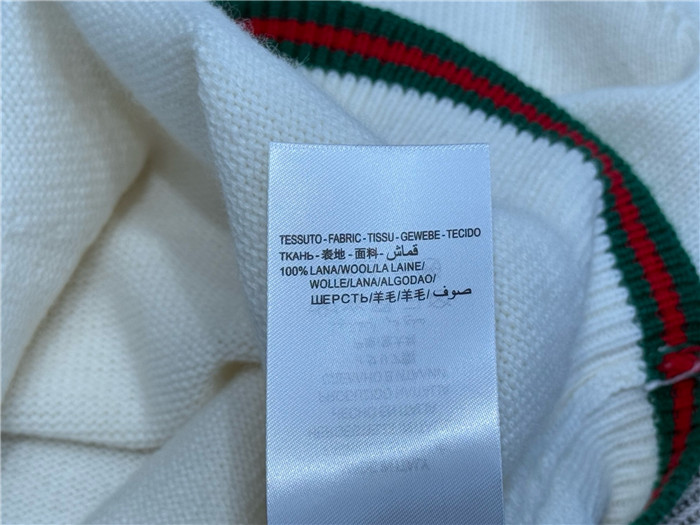 TESSUTO - FABRIC - TISSU - GEWEBE - TECIDO
ТКАНЬ - 表地 - 面料 - قماش
100% LANA/WOOL/LA LAINE/
WOLLE/LANA/ALGODAO/
ШЕРСТЬ/羊毛/羊毛/ صوف